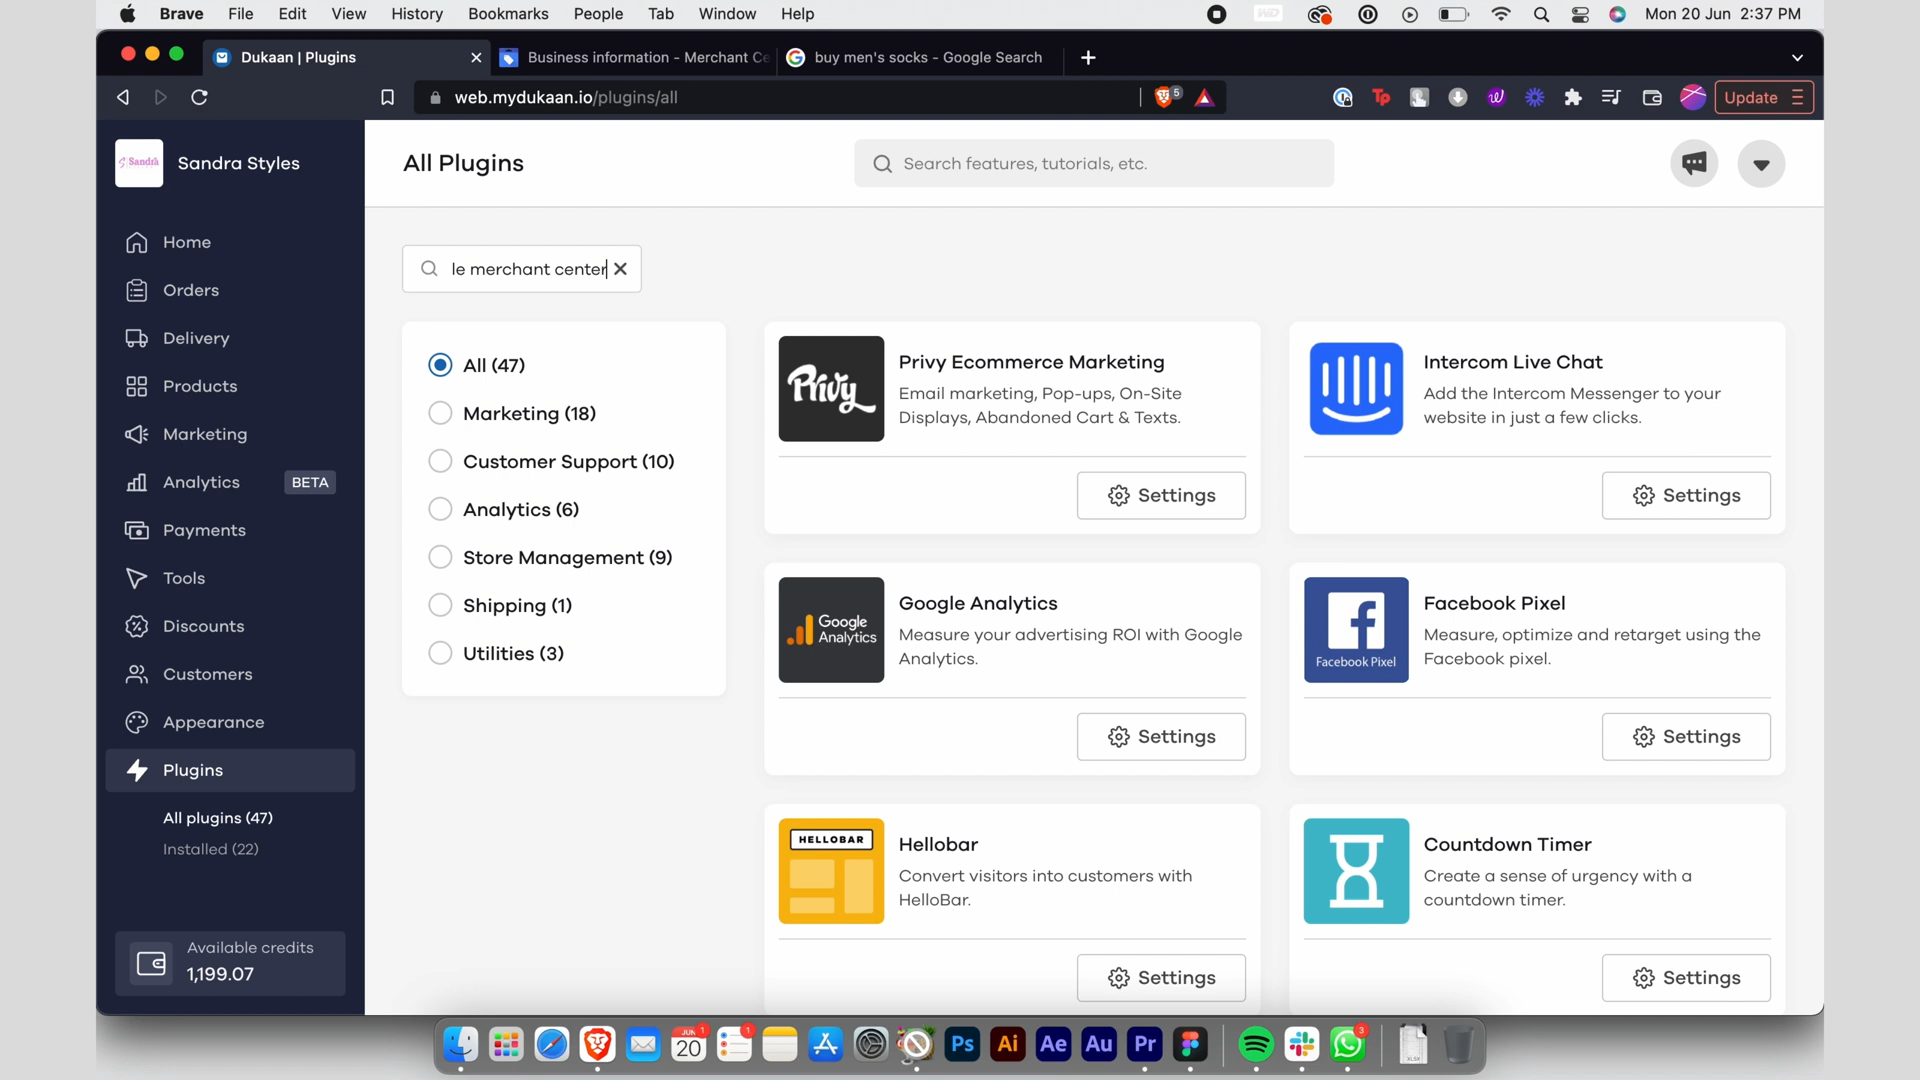 Brave File Edit View History Bookmarks People Tab Window Help
Mon 20 Jun 2:37 PM
Dukaan | Plugins
Business information - Merchant Ce
buy men's socks - Google Search
web.mydukaan.io/plugins/all
5
Tp
Update
Sandra
Sandra Styles
All Plugins
Search features, tutorials, etc.
Home
Orders
Delivery
Products
Marketing
Analytics BETA
Payments
Tools
Discounts
Customers
Appearance
Plugins
All plugins (47)
Installed (22)
Available credits
1,199.07
le merchant center
All (47)
Marketing (18)
Customer Support (10)
Analytics (6)
Store Management (9)
Shipping (1)
Utilities (3)
Privy
Privy Ecommerce Marketing
Email marketing, Pop-ups, On-Site
Displays, Abandoned Cart & Texts.
Settings
Intercom Live Chat
Add the Intercom Messenger to your
website in just a few clicks.
Settings
Google
Analytics
Google Analytics
Measure your advertising ROI with Google
Analytics.
Settings
Facebook Pixel
Facebook Pixel
Measure, optimize and retarget using the
Facebook pixel.
Settings
HELLOBAR
Hellobar
Convert visitors into customers with
HelloBar.
Settings
Countdown Timer
Create a sense of urgency with a
countdown timer.
Settings
JUN
20
1
1
Ps
Ai
Ae
Au
Pr
3
XLSX